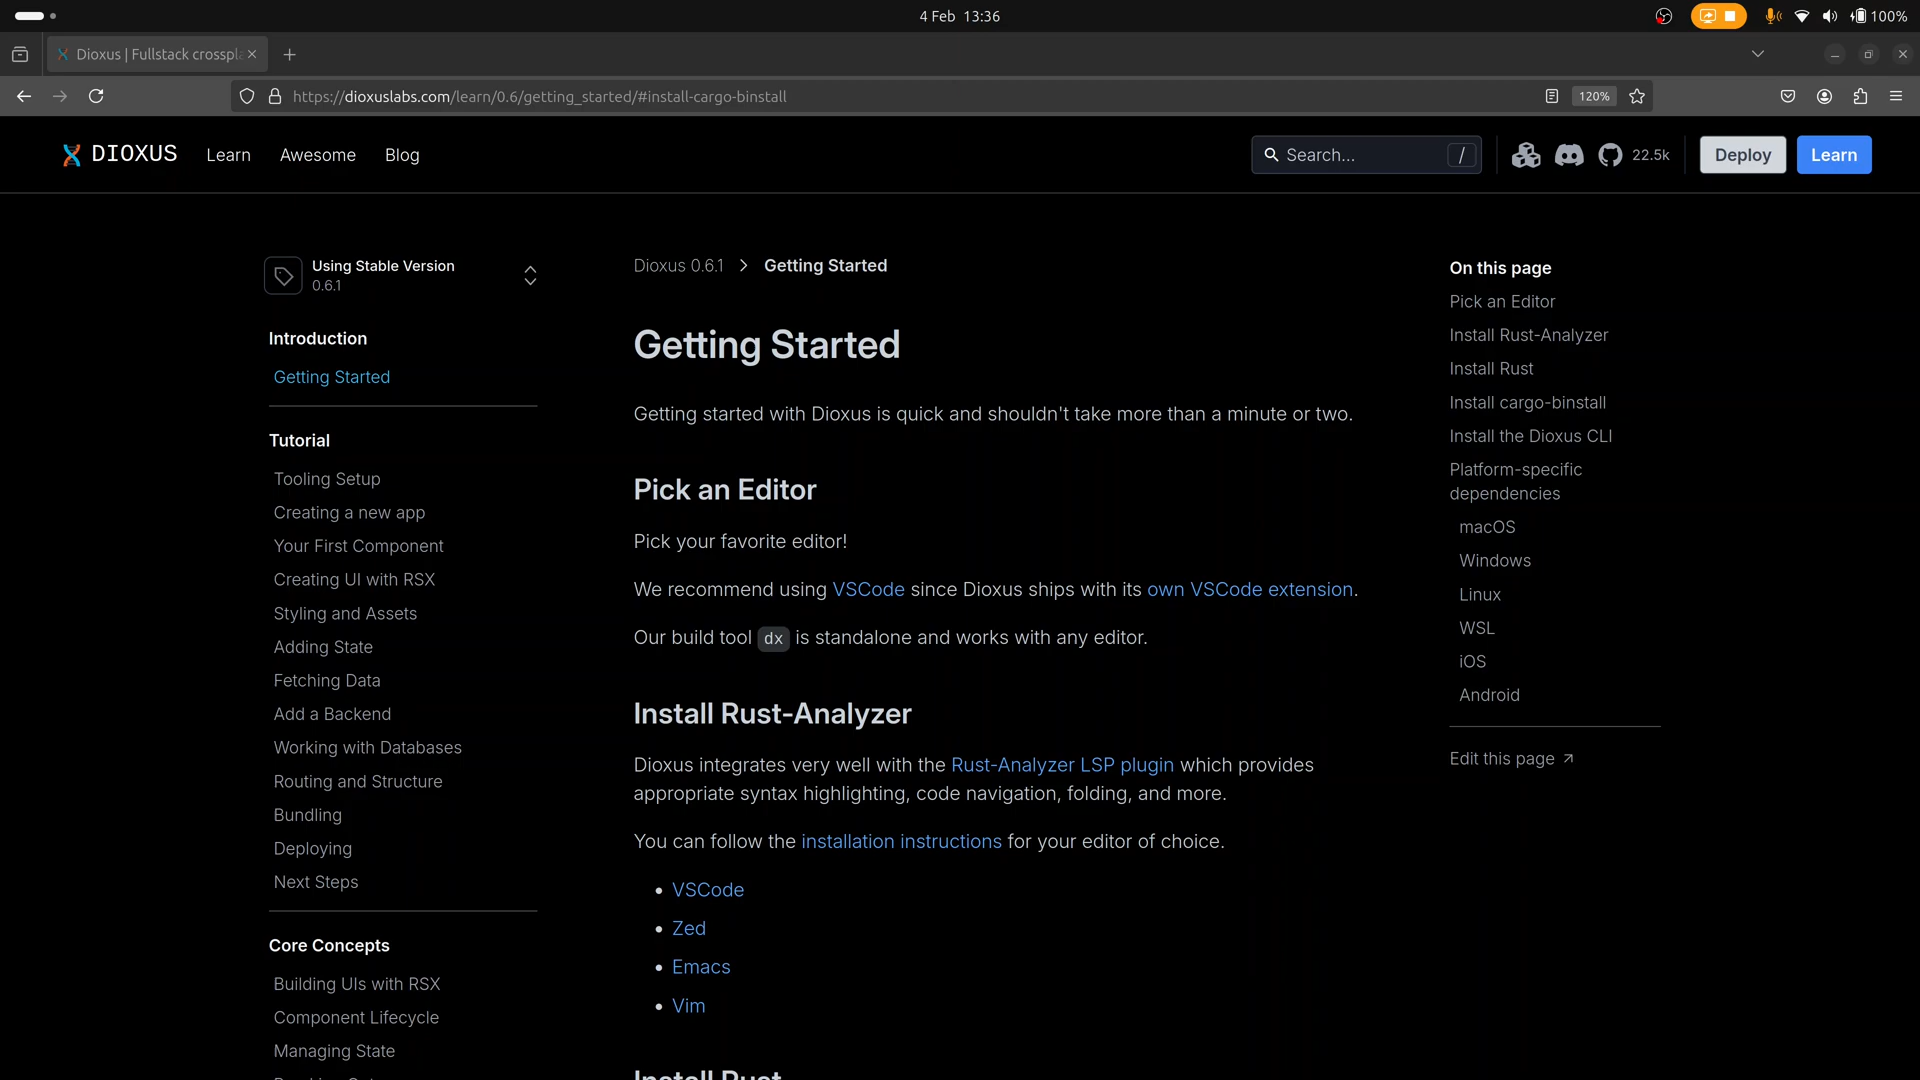 4 Feb 13:36
100%
Dioxus | Fullstack crosspla
https://dioxuslabs.com/learn/0.6/getting_started/#install-cargo-binstall
120%
DIOXUS
Learn
Awesome
Blog
Search...
/
22.5k
Deploy
Learn
Using Stable Version
0.6.1
Introduction
Getting Started
Tutorial
Tooling Setup
Creating a new app
Your First Component
Creating UI with RSX
Styling and Assets
Adding State
Fetching Data
Add a Backend
Working with Databases
Routing and Structure
Bundling
Deploying
Next Steps
Core Concepts
Building UIs with RSX
Component Lifecycle
Managing State
Dioxus 0.6.1 > Getting Started
Getting Started
Getting started with Dioxus is quick and shouldn't take more than a minute or two.
Pick an Editor
Pick your favorite editor!
We recommend using VSCode since Dioxus ships with its own VSCode extension.
Our build tool dx is standalone and works with any editor.
Install Rust-Analyzer
Dioxus integrates very well with the Rust-Analyzer LSP plugin which provides
appropriate syntax highlighting, code navigation, folding, and more.
You can follow the installation instructions for your editor of choice.
• VSCode
• Zed
• Emacs
• Vim
Install Rust
On this page
Pick an Editor
Install Rust-Analyzer
Install Rust
Install cargo-binstall
Install the Dioxus CLI
Platform-specific
dependencies
macOS
Windows
Linux
WSL
iOS
Android
Edit this page ↗